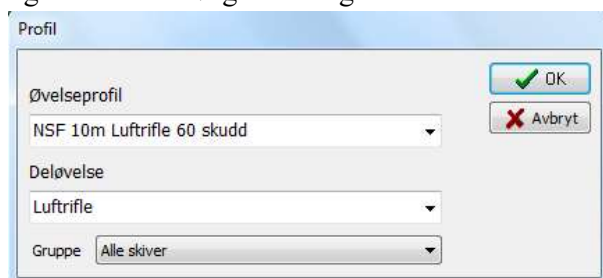 Profil
Øvelseprofil
OK
NSF 10m Luftrifle 60 skudd
Avbryt
Deløvelse
Luftrifle
Gruppe Alle skiver